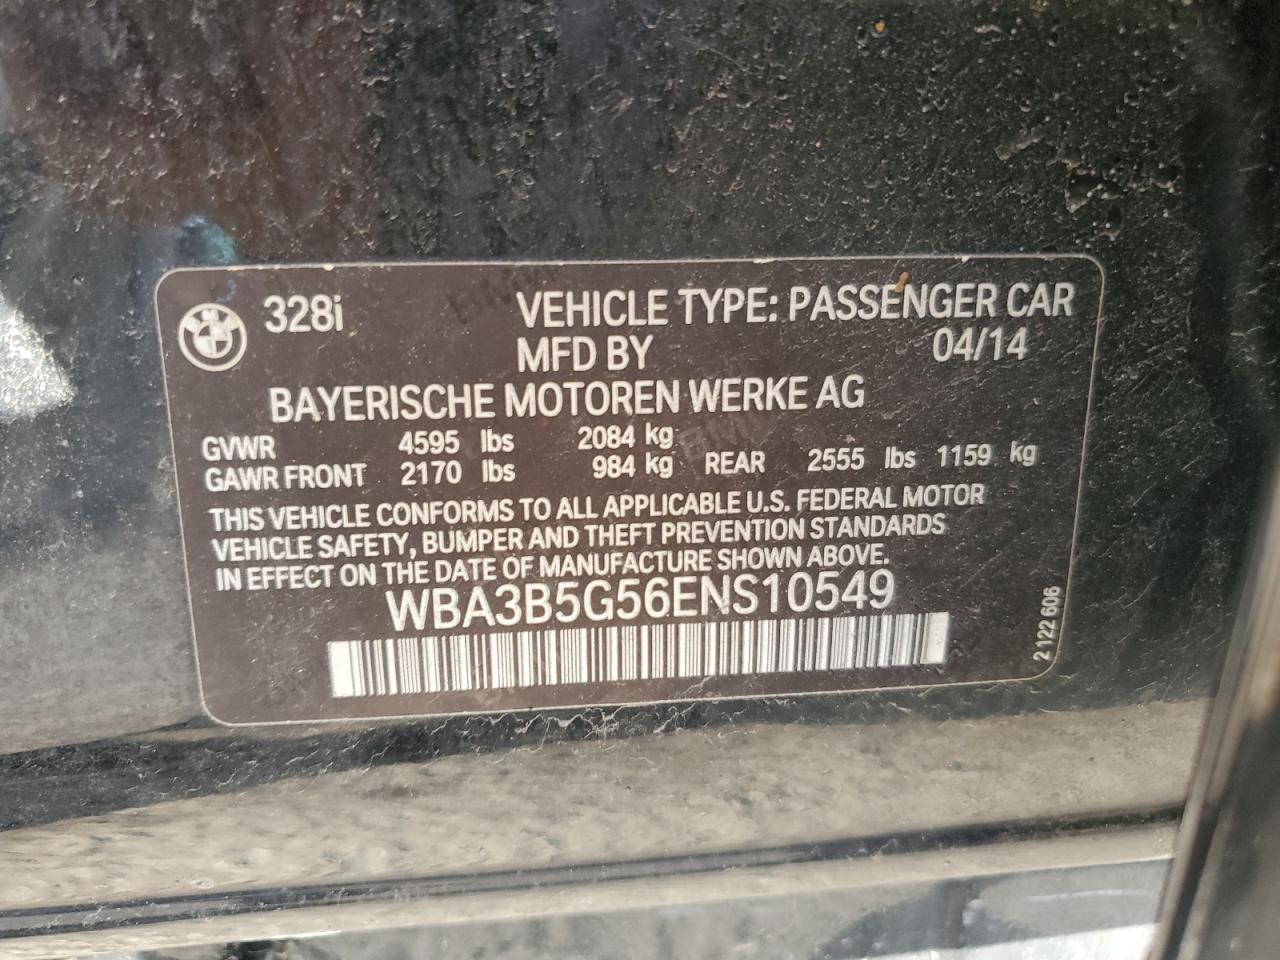 328i VEHICLE TYPE: PASSENGER CAR
MFD BY 04/14
BAYERISCHE MOTOREN WERKE AG
GVWR 4595 lbs 2084 kg
GAWR FRONT 2170 lbs 984 kg REAR 2555 lbs 1159 kg
THIS VEHICLE CONFORMS TO ALL APPLICABLE U.S. FEDERAL MOTOR
VEHICLE SAFETY, BUMPER AND THEFT PREVENTION STANDARDS
IN EFFECT ON THE DATE OF MANUFACTURE SHOWN ABOVE.
WBA3B5G56ENS10549
2 122 606